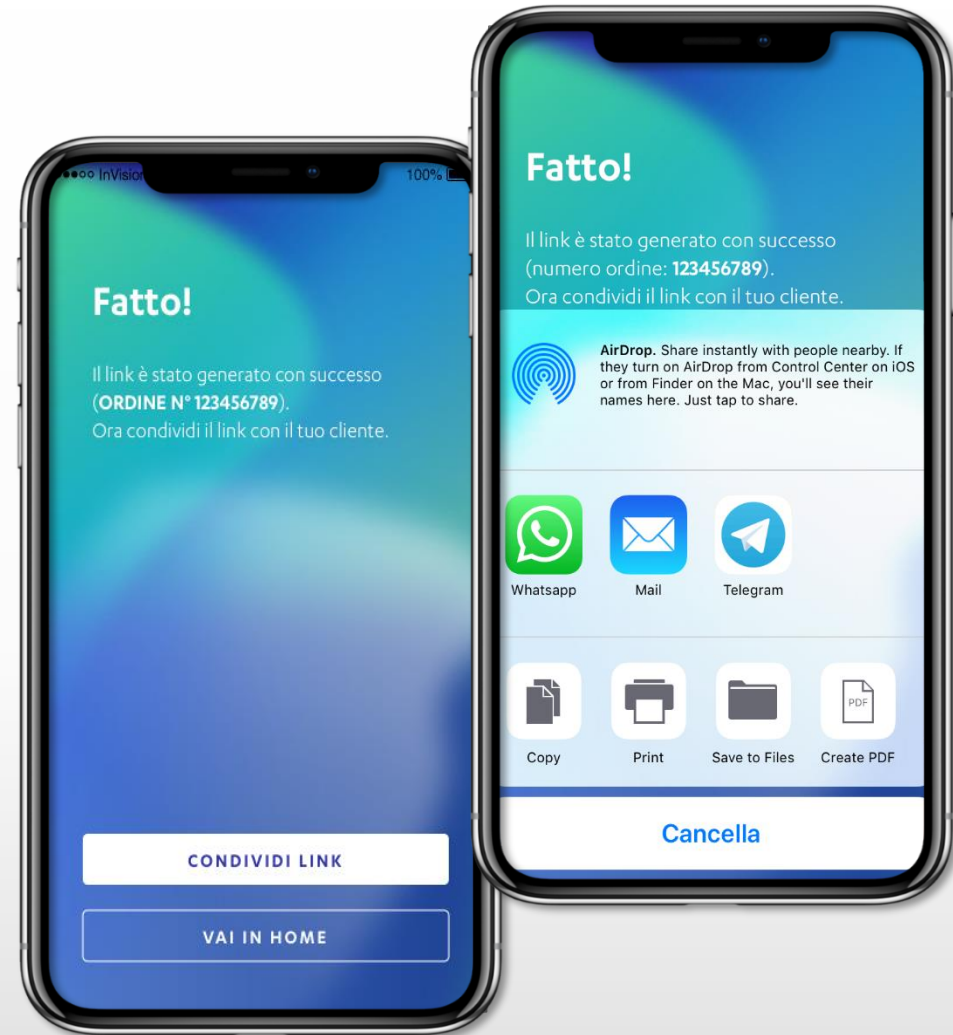 InVision
100%
Fatto!
Il link è stato generato con successo
(ORDINE N° 123456789).
Ora condividi il link con il tuo cliente.
CONDIVIDI LINK
VAI IN HOME
Fatto!
Il link è stato generato con successo
(numero ordine: 123456789).
Ora condividi il link con il tuo cliente.
AirDrop. Share instantly with people nearby. If
they turn on AirDrop from Control Center on iOS
or from Finder on the Mac, you'll see their
names here. Just tap to share.
Whatsapp Mail Telegram
PDF
Copy Print Save to Files Create PDF
Cancella